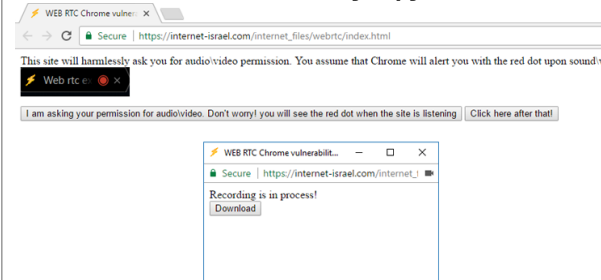 WEB RTC Chrome vulner
Secure | https://internet-israel.com/internet_files/webrtc/index.html
This site will harmlessly ask you for audio\video permission. You assume that Chrome will alert you with the red dot upon sound\v
Web rtc e
I am asking your permission for audio\video. Don't worry! you will see the red dot when the site is listening Click here after that!
WEB RTC Chrome vulnerabilit...
Secure | https://internet-israel.com/internet_f
Recording is in process!
Download